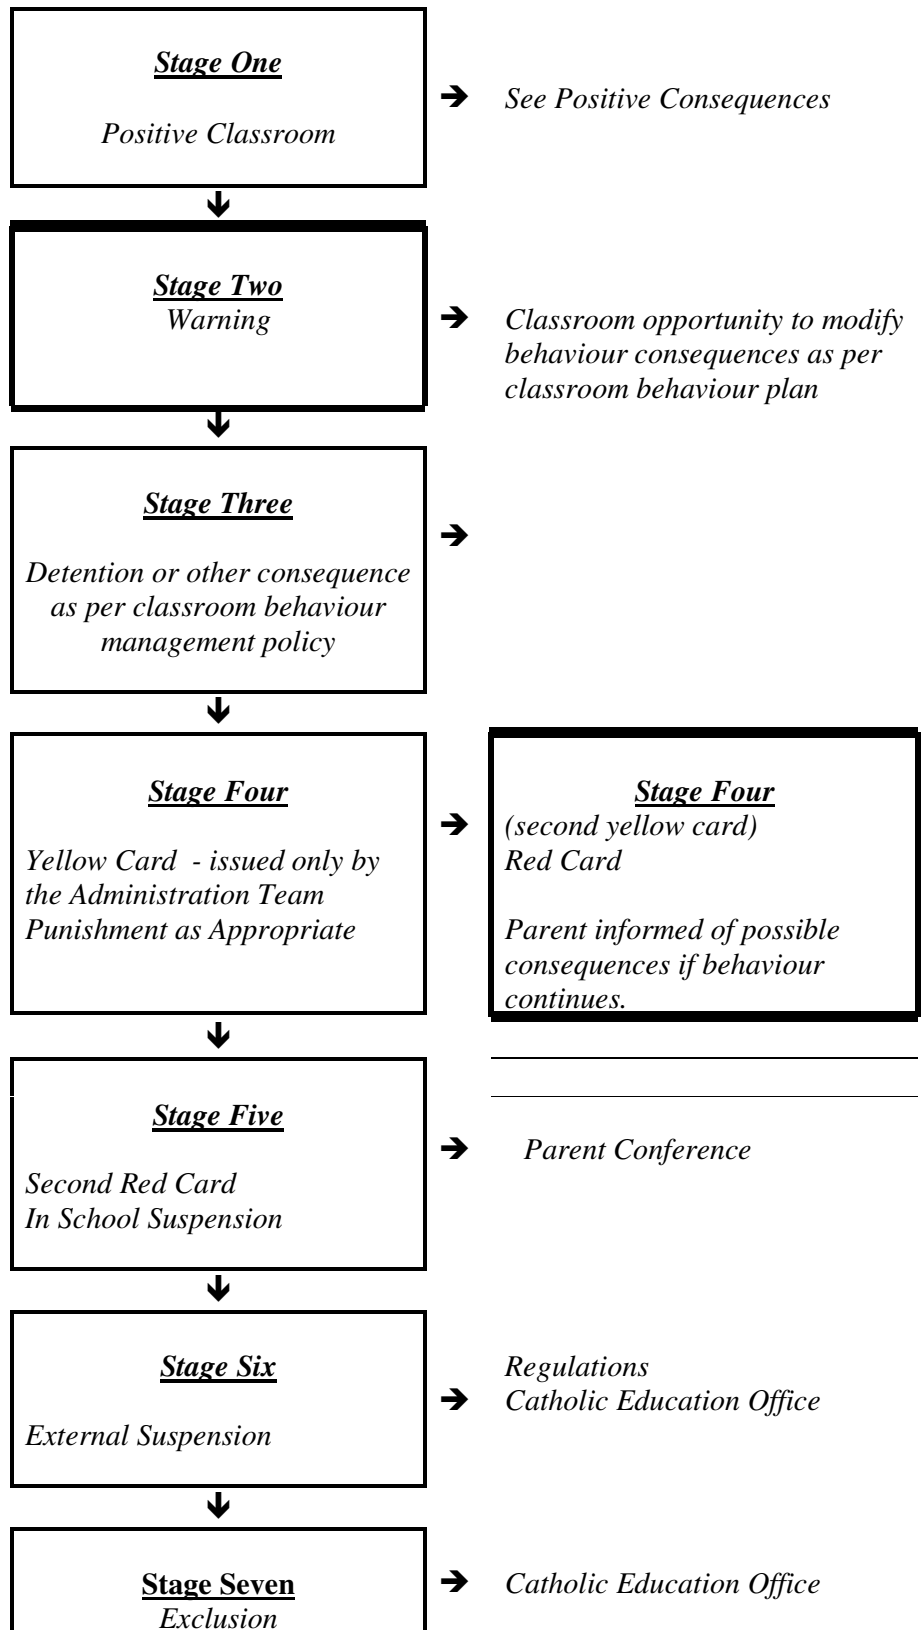 Stage One
Positive Classroom
➔ See Positive Consequences
Stage Two
Warning
➔ Classroom opportunity to modify
behaviour consequences as per
classroom behaviour plan
Stage Three
Detention or other consequence
as per classroom behaviour
management policy
➔
Stage Four
Yellow Card - issued only by
the Administration Team
Punishment as Appropriate
➔
Stage Four
(second yellow card)
Red Card
Parent informed of possible
consequences if behaviour
continues.
Stage Five
Second Red Card
In School Suspension
➔ Parent Conference
Stage Six
External Suspension
Regulations
➔ Catholic Education Office
Stage Seven
Exclusion
➔ Catholic Education Office